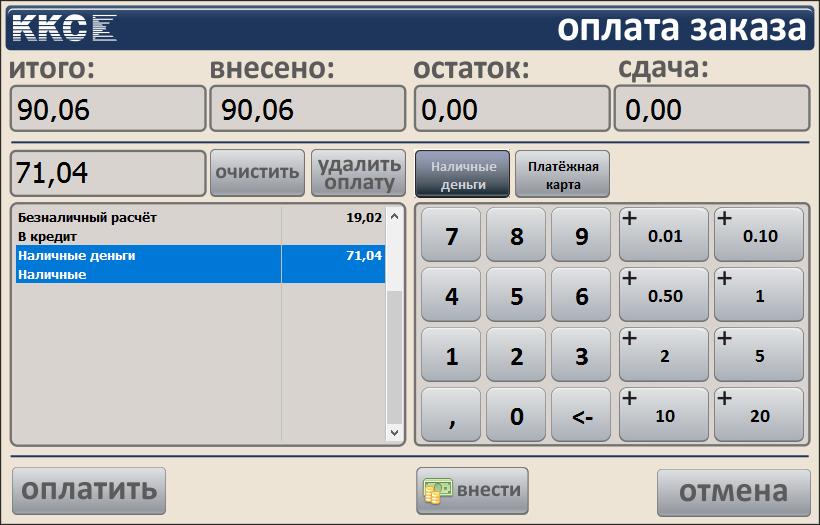 ККС
оплата заказа
итого: внесено: остаток: сдача:
90,06 90,06 0,00 0,00
71,04 очистить удалить оплату Наличные деньги Платёжная карта
Безналичный расчёт 19,02
В кредит
Наличные деньги 71,04
Наличные
7 8 9 + 0.01 + 0.10
4 5 6 + 0.50 + 1
1 2 3 + 2 + 5
, 0 <- + 10 + 20
оплатить внести отмена